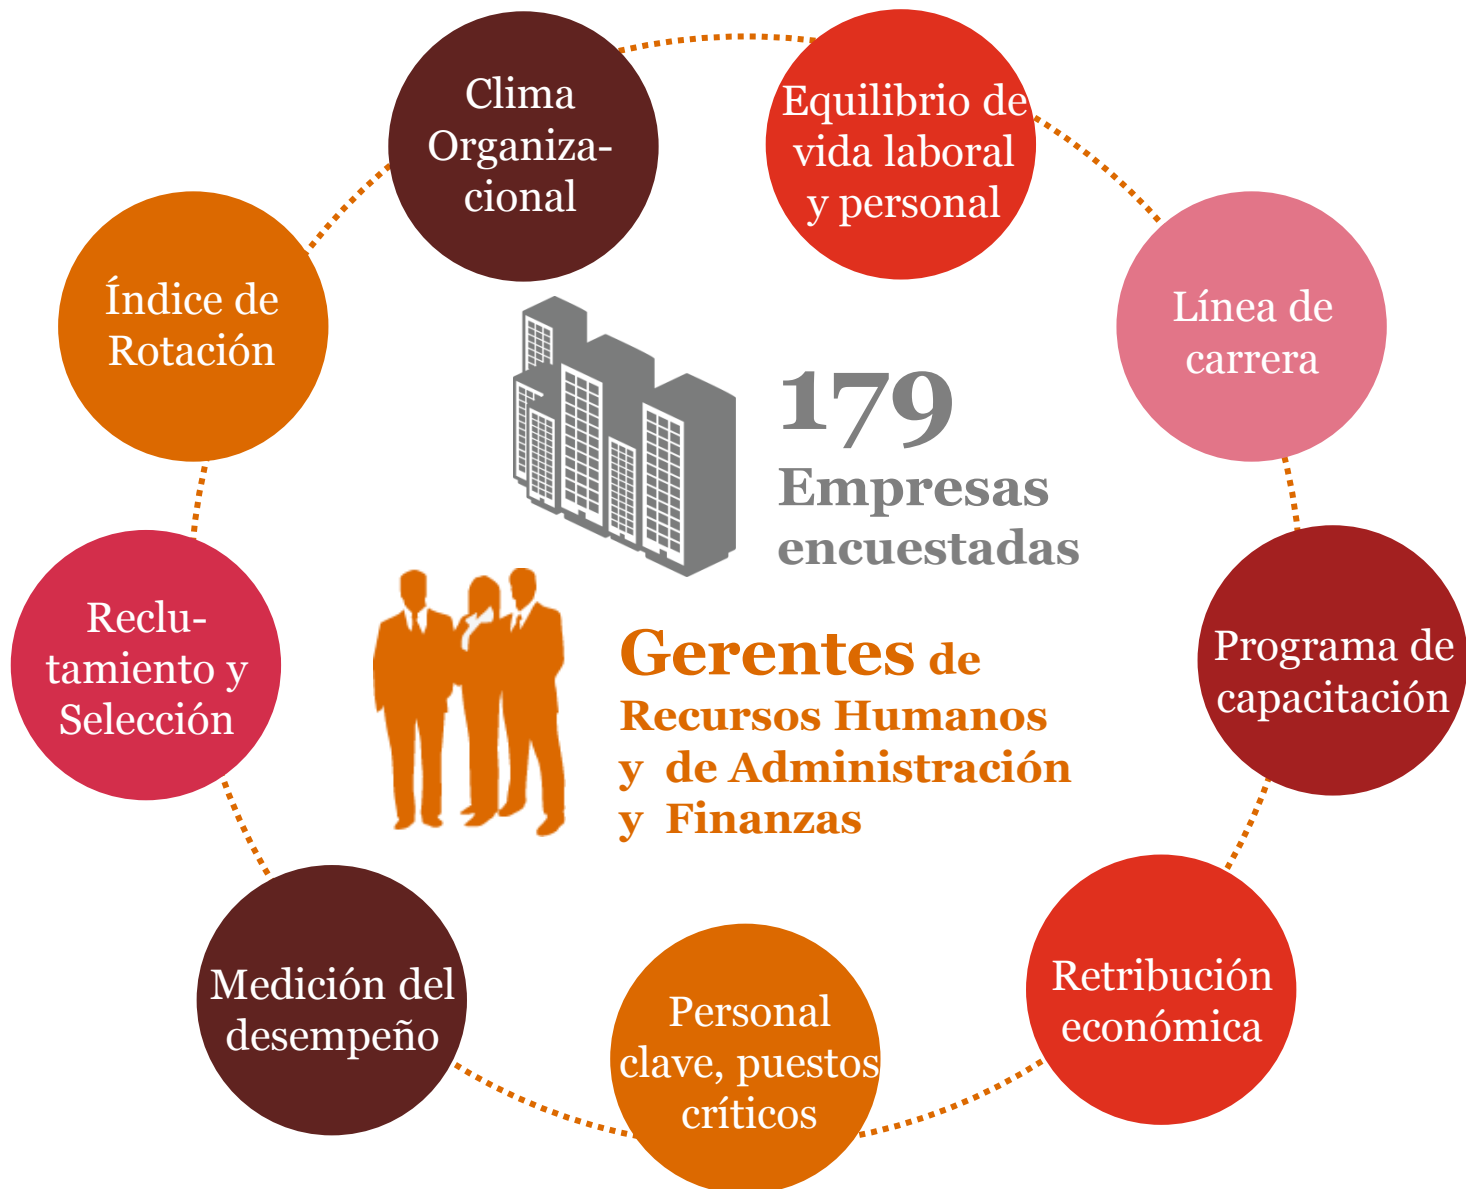 Clima
Organiza-
cional
Equilibrio de
vida laboral
y personal
Línea de
carrera
Programa de
capacitación
Retribución
económica
Personal
clave, puestos
críticos
Medición del
desempeño
Reclu-
tamiento y
Selección
Índice de
Rotación
179
Empresas
encuestadas
Gerentes de
Recursos Humanos
y de Administración
y Finanzas